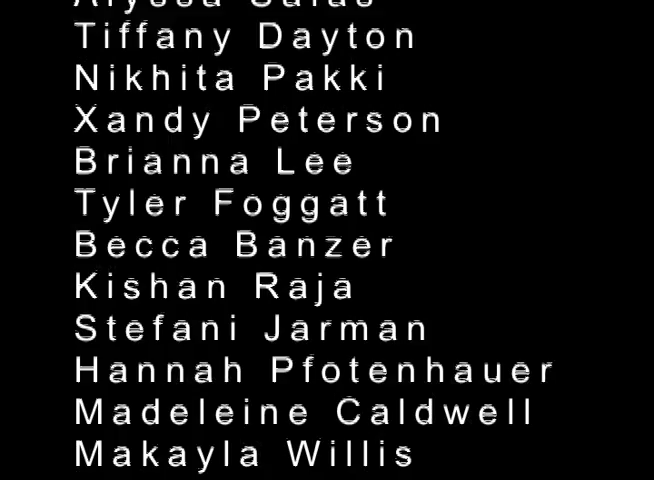 Tiffany Dayton
Nikhita Pakki
Xandy Peterson
Brianna Lee
Tyler Foggatt
Becca Banzer
Kishan Raja
Stefani Jarman
Hannah Pfotenhauer
Madeleine Caldwell
Makayla Willis